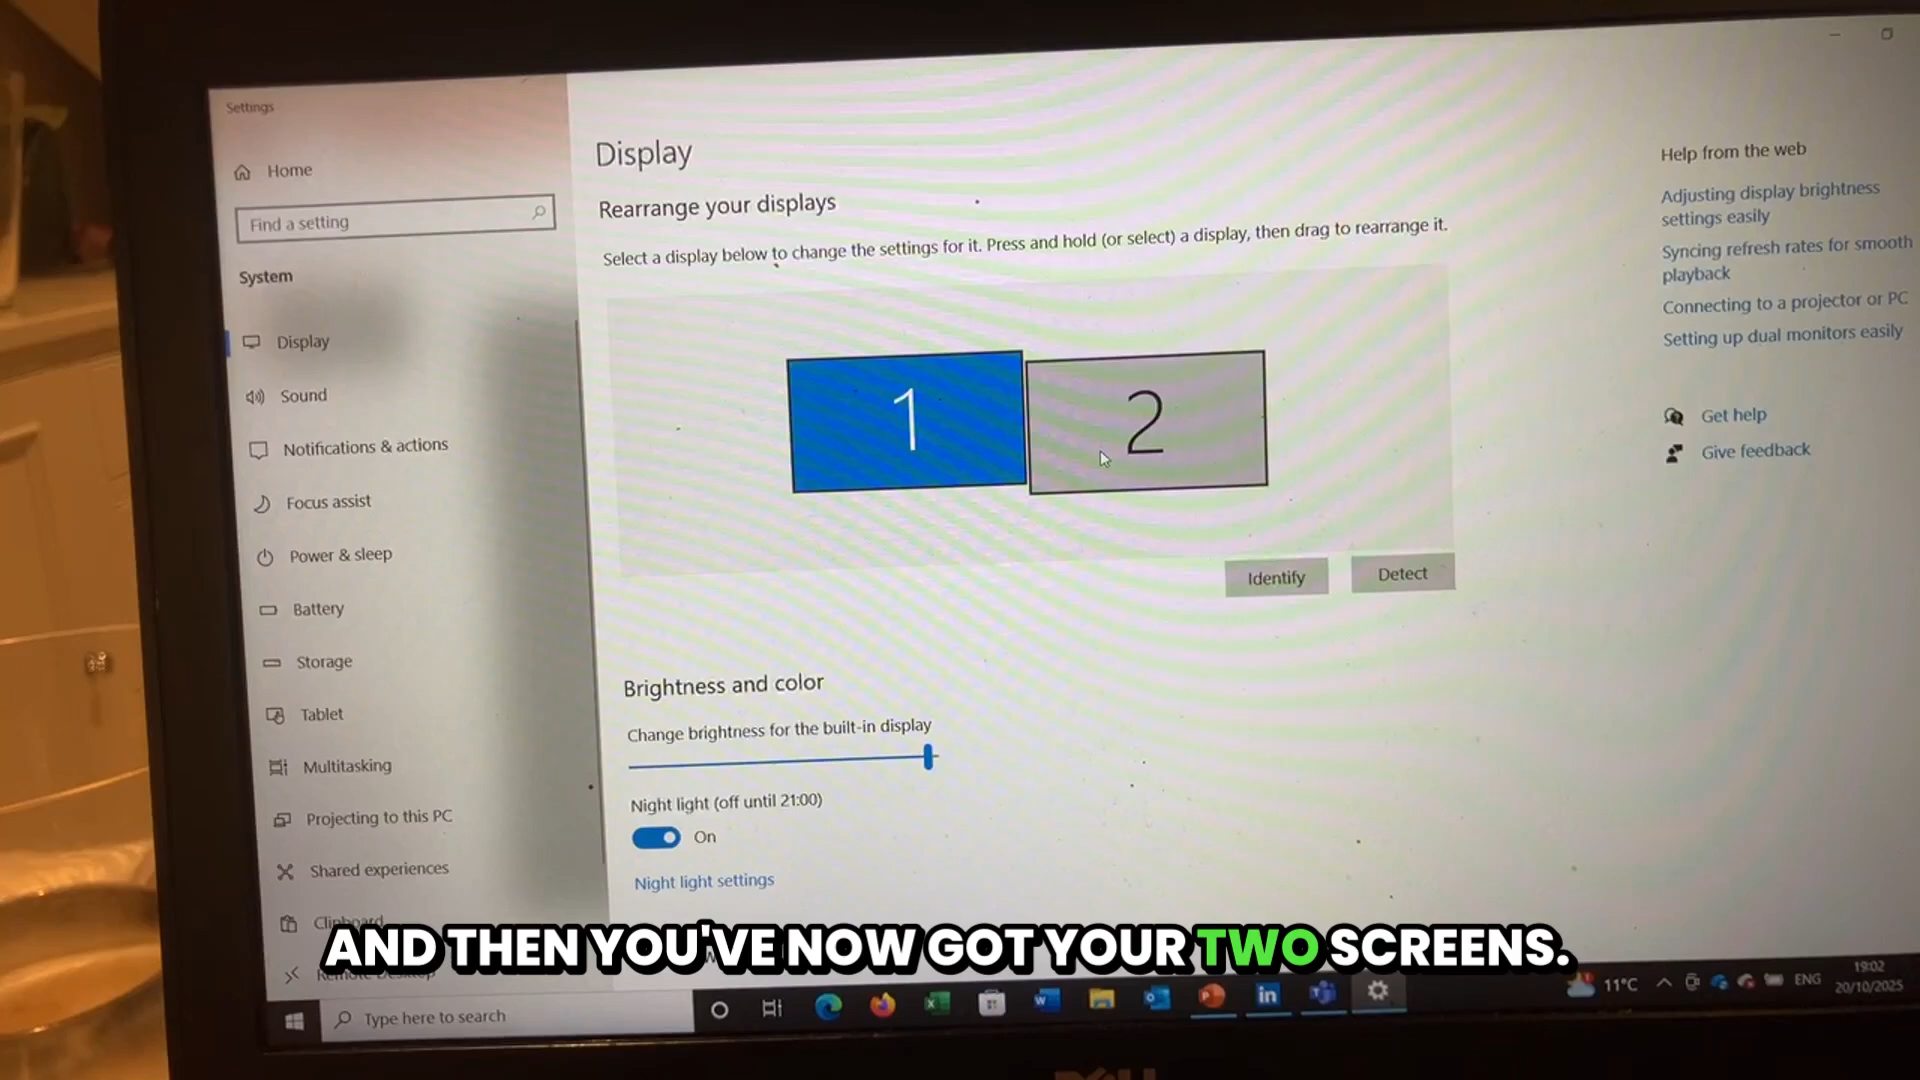 Settings
Home
Find a setting
System
Display
Sound
Notifications & actions
Focus assist
Power & sleep
Battery
Storage
Tablet
Multitasking
Projecting to this PC
Shared experiences
Clipboard
Remote Desktop
Display
Rearrange your displays
Select a display below to change the settings for it. Press and hold (or select) a display, then drag to rearrange it.
1
2
Identify
Detect
Brightness and color
Change brightness for the built-in display
Night light (off until 21:00)
On
Night light settings
Help from the web
Adjusting display brightness
settings easily
Syncing refresh rates for smooth
playback
Connecting to a projector or PC
Setting up dual monitors easily
Get help
Give feedback
AND THEN YOU'VE NOW GOT YOUR TWO SCREENS.
Type here to search
11°C
ENG
19:02
20/10/2025